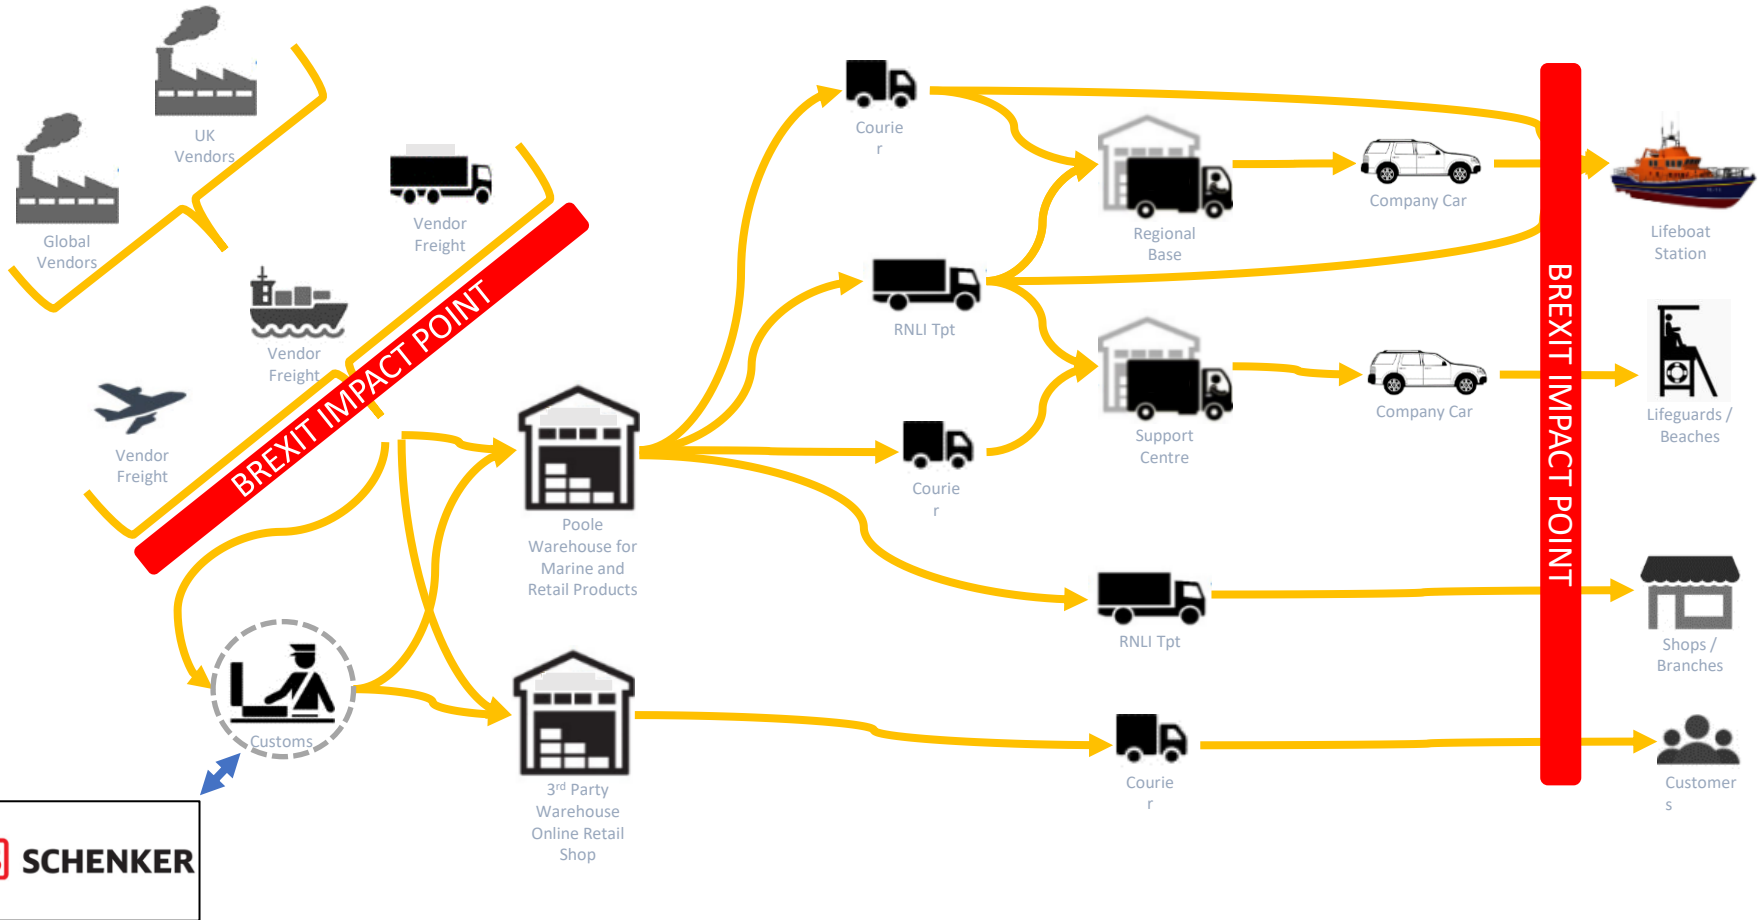 UK
Vendors
Global
Vendors
Vendor
Freight
Vendor
Freight
Vendor
Freight
BREXIT IMPACT POINT
Customs
SCHENKER
Poole
Warehouse for
Marine and
Retail Products
3rd Party
Warehouse
Online Retail
Shop
Courie
r
RNLI Tpt
Courie
r
RNLI Tpt
Courie
r
Regional
Base
Support
Centre
Company Car
Company Car
BREXIT IMPACT POINT
Lifeboat
Station
Lifeguards /
Beaches
Shops /
Branches
Customer
s